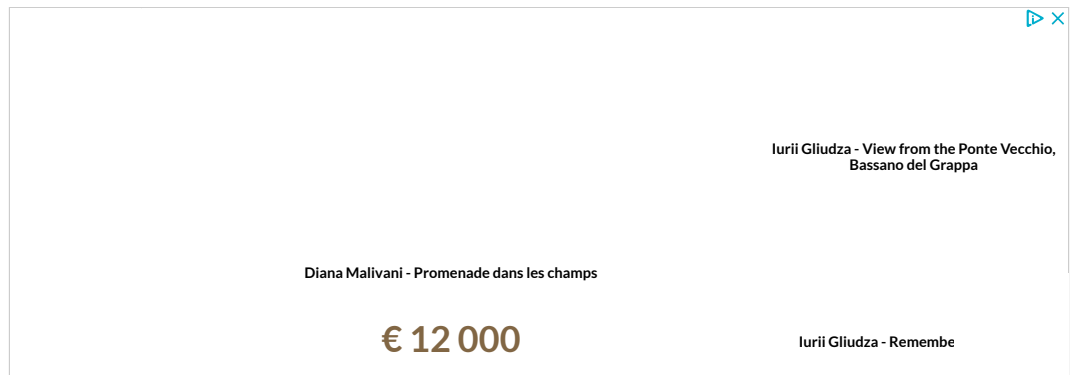 Iurii Gliudza - View from the Ponte Vecchio,
Bassano del Grappa
Diana Malivani - Promenade dans les champs
€ 12 000
Iurii Gliudza - Remembe